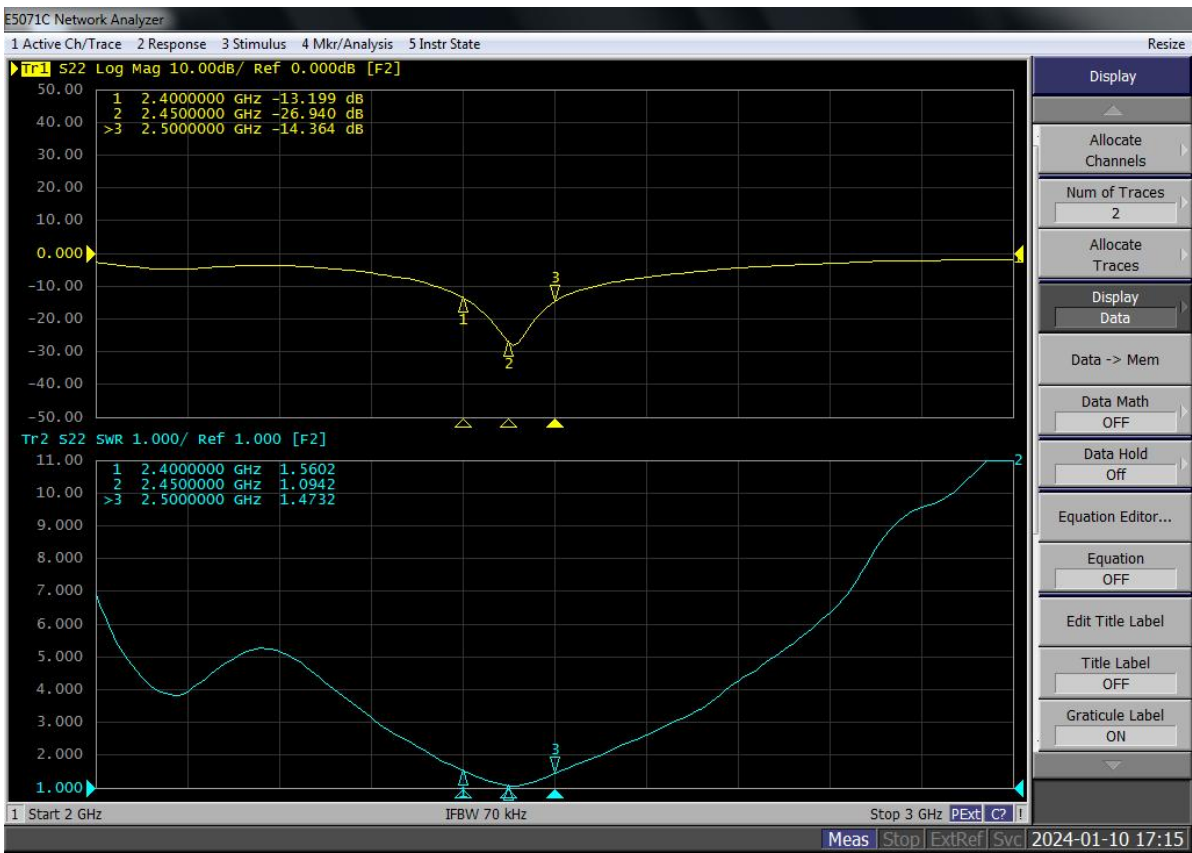 E5071C Network Analyzer
1 Active Ch/Trace 2 Response 3 Stimulus 4 Mkr/Analysis 5 Instr State Resize
Tr1 S22 Log Mag 10.00dB/ Ref 0.000dB [F2]
50.00
1 2.4000000 GHz -13.199 dB
2 2.4500000 GHz -26.940 dB
>3 2.5000000 GHz -14.364 dB
40.00
30.00
20.00
10.00
0.000
-10.00
-20.00
-30.00
-40.00
-50.00
1
2
3
1
Tr2 S22 SWR 1.000/ Ref 1.000 [F2]
11.00
1 2.4000000 GHz 1.5602
2 2.4500000 GHz 1.0942
>3 2.5000000 GHz 1.4732
10.00
9.000
8.000
7.000
6.000
5.000
4.000
3.000
2.000
1.000
1
2
3
2
1 Start 2 GHz IFBW 70 kHz Stop 3 GHz PExt C? !
Display
Allocate
Channels
Num of Traces
2
Allocate
Traces
Display
Data
Data -> Mem
Data Math
OFF
Data Hold
Off
Equation Editor...
Equation
OFF
Edit Title Label
Title Label
OFF
Graticule Label
ON
Meas Stop ExtRef Svc 2024-01-10 17:15